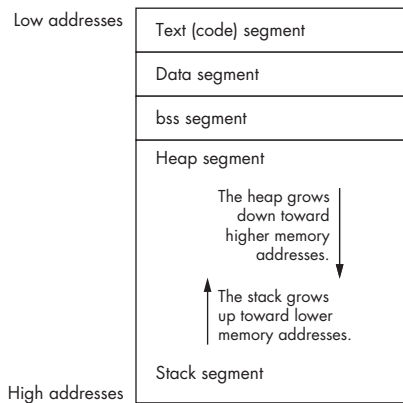 Low addresses
Text (code) segment
Data segment
bss segment
Heap segment
The heap grows
down toward
higher memory
addresses.
The stack grows
up toward lower
memory addresses.
Stack segment
High addresses